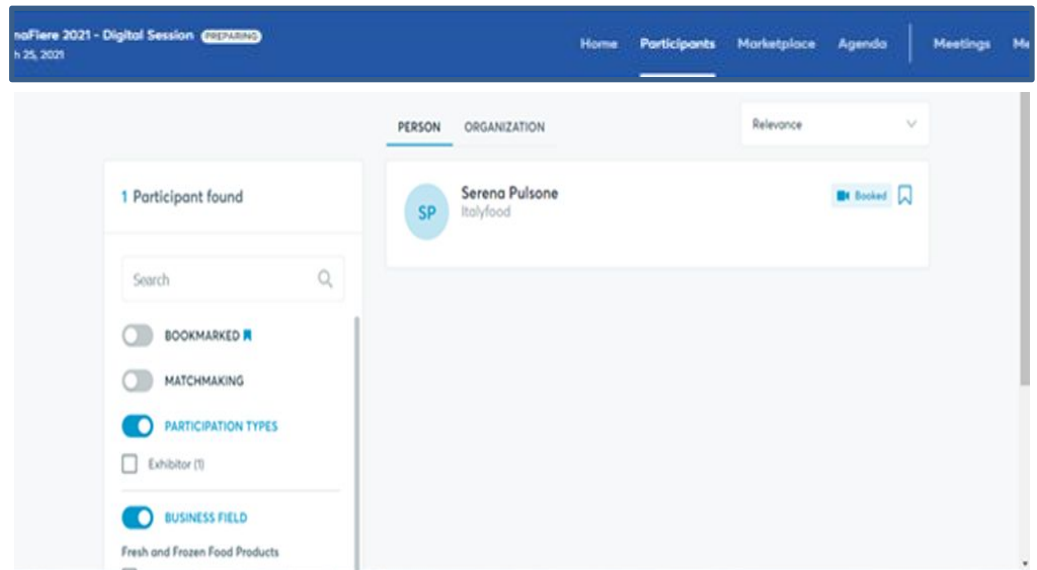 naFiere 2021 - Digital Session PREPARING
h 25, 2021
Home Participants Marketplace Agenda Meetings Me
PERSON ORGANIZATION
Relevance
1 Participant found
SP
Serena Pulsone
Italyfood
Booked
Search
BOOKMARKED
MATCHMAKING
PARTICIPATION TYPES
Exhibitor (1)
BUSINESS FIELD
Fresh and Frozen Food Products